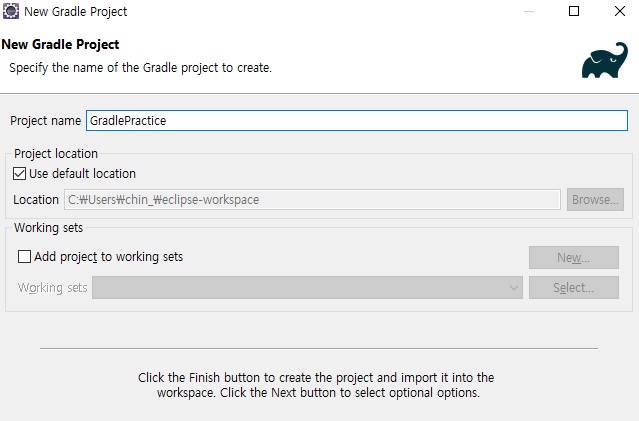 New Gradle Project
New Gradle Project
Specify the name of the Gradle project to create.
Project name GradlePractice
Project location
Use default location
Location C:₩Users₩chin_₩eclipse-workspace Browse...
Working sets
Add project to working sets New...
Working sets Select...
Click the Finish button to create the project and import it into the
workspace. Click the Next button to select optional options.